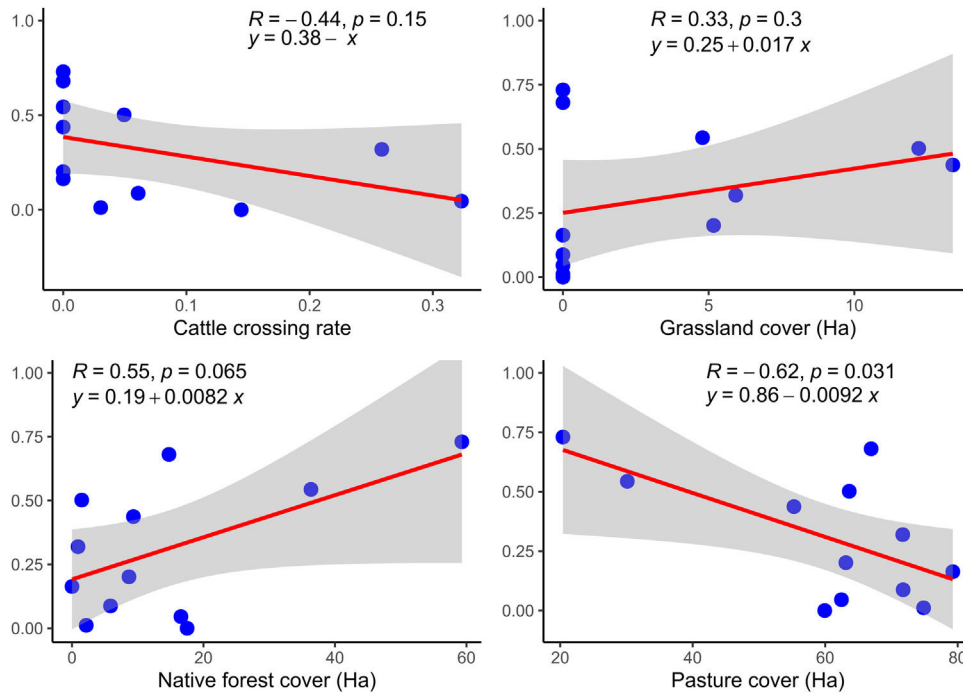 R = − 0.44, p = 0.15
y = 0.38 − x
1.0
0.5
0.0
0.0 0.1 0.2 0.3
Cattle crossing rate
R = 0.33, p = 0.3
y = 0.25 + 0.017 x
1.00
0.75
0.50
0.25
0.00
0 5 10
Grassland cover (Ha)
R = 0.55, p = 0.065
y = 0.19 + 0.0082 x
1.00
0.75
0.50
0.25
0.00
0 20 40 60
Native forest cover (Ha)
R = − 0.62, p = 0.031
y = 0.86 − 0.0092 x
1.00
0.75
0.50
0.25
0.00
20 40 60 80
Pasture cover (Ha)